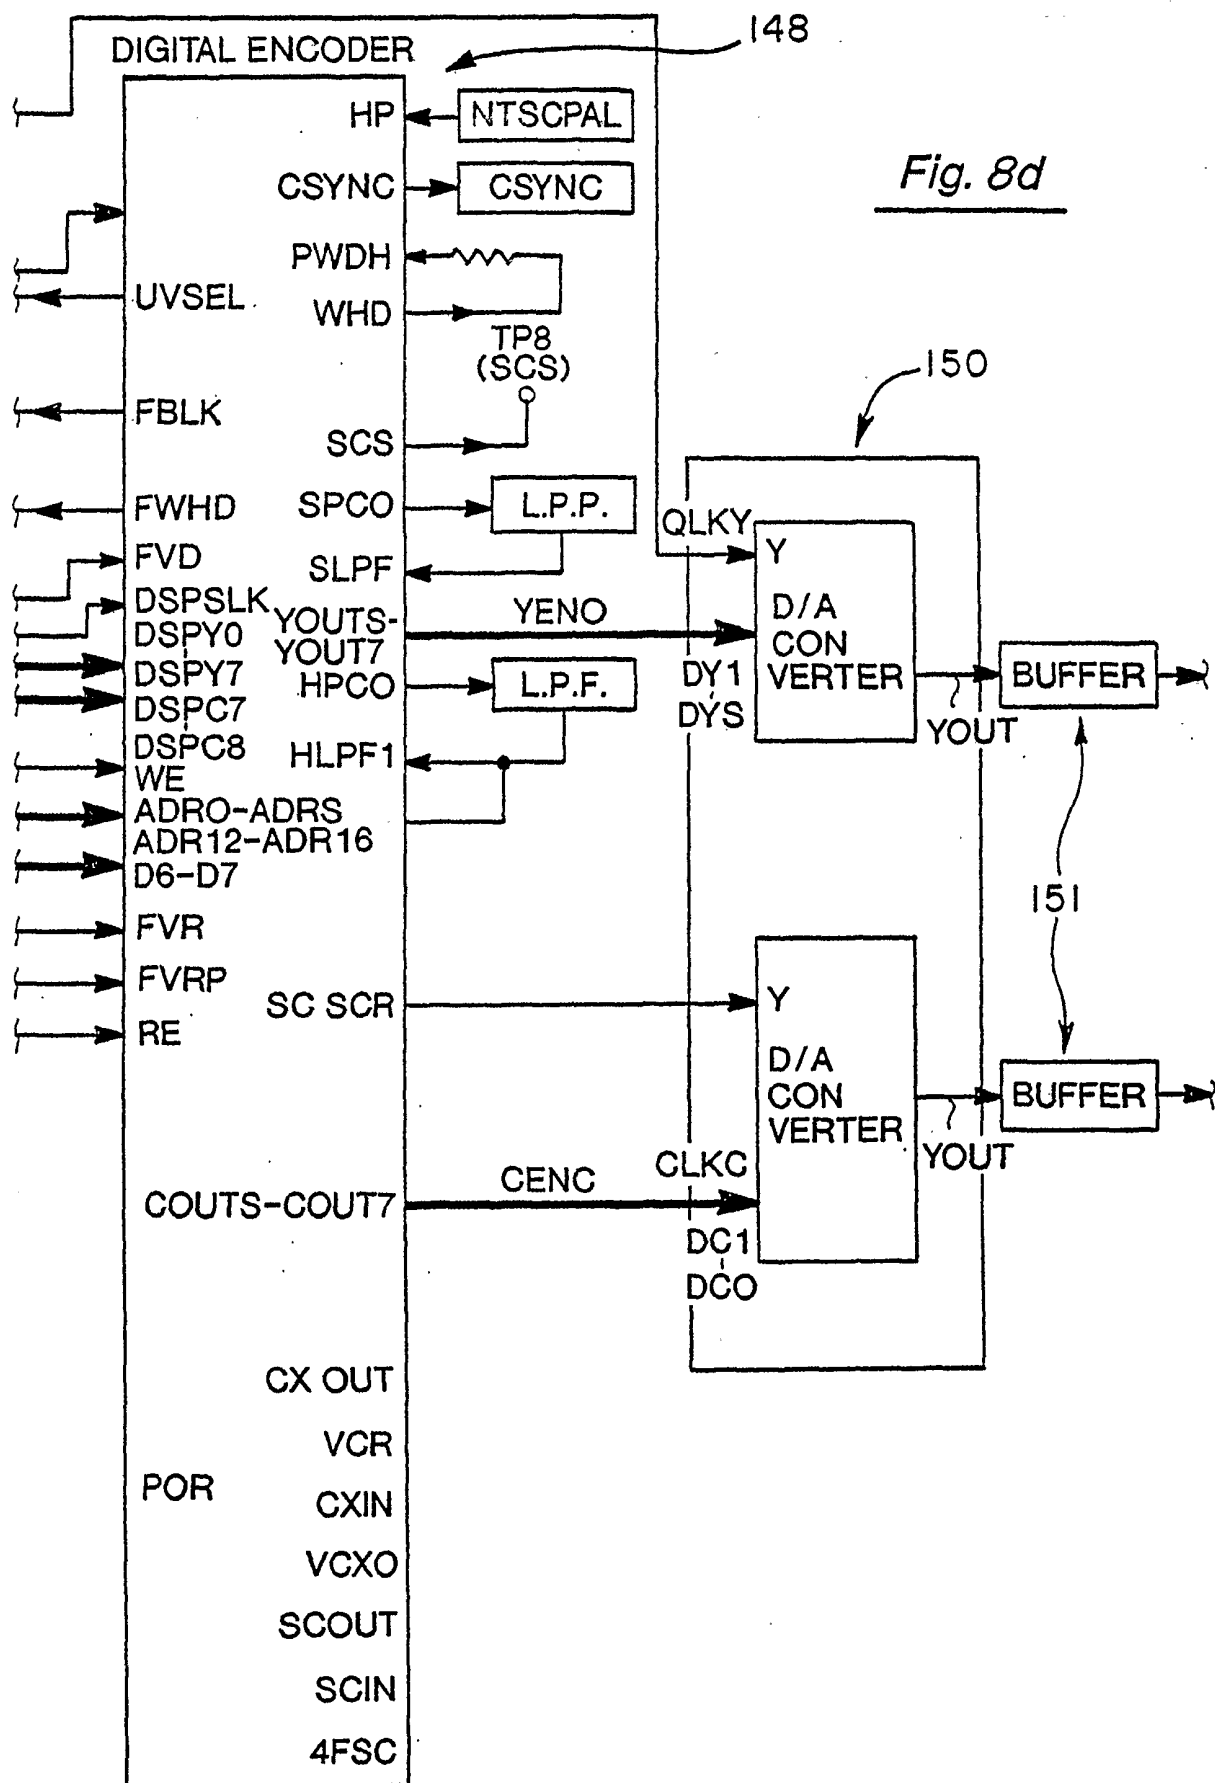 148
DIGITAL ENCODER
HP
NTSCPAL
CSYNC
CSYNC
Fig. 8d
PWDH
UVSEL
WHD
TP8
(SCS)
150
FBLK
SCS
FWHD
SPCO
L.P.P.
QLKY
Y
FVD
SLPF
DSPSLK
DSPY0
DSPY7
YOUTS-
YOUT7
YENO
D/A
CON
VERTER
DSPC7
DSPC8
HPCO
L.P.F.
DY1
DYS
YOUT
BUFFER
WE
HLPF1
ADRO-ADRS
ADR12-ADR16
D6-D7
151
FVR
FVRP
SC SCR
Y
RE
D/A
CON
VERTER
BUFFER
YOUT
COUTS-COUT7
CENC
CLKC
DC1
DCO
CX OUT
VCR
POR
CXIN
VCXO
SCOUT
SCIN
4FSC